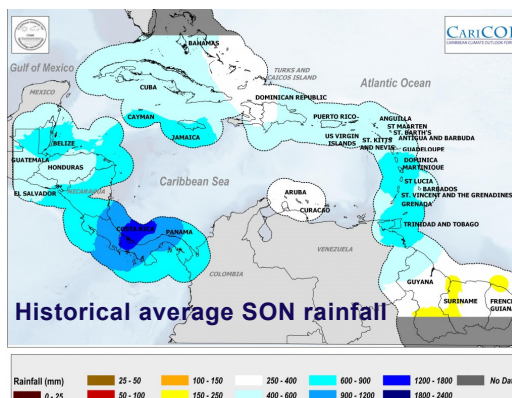 CARICOF
CARIBBEAN CLIMATE OUTLOOK FORUM
BAHAMAS
Gulf of Mexico
TURKS AND
CAICOS ISLAND
Atlantic Ocean
MEXICO
CUBA
DOMINICAN REPUBLIC
CAYMAN
PUERTO RICO
ANGUILLA
ST MAARTEN
ST. BARTH'S
JAMAICA
US VIRGIN
ISLANDS
ST. KITTS
AND NEVIS
ANTIGUA AND BARBUDA
BELIZE
GUADELOUPE
GUATEMALA
HONDURAS
DOMINICA
MARTINIQUE
Caribbean Sea
ST LUCIA
EL SALVADOR
NICARAGUA
ARUBA
BARBADOS
ST. VINCENT AND THE GRENADINES
CURACAO
GRENADA
COSTA RICA
PANAMA
TRINIDAD AND TOBAGO
VENEZUELA
COLOMBIA
GUYANA
SURINAME
FRENCH
GUIANA
Historical average SON rainfall
Rainfall (mm)
25 - 50
100 - 150
250 - 400
600 - 900
1200 - 1800
No Da
0 - 25
50 - 100
150 - 250
400 - 600
900 - 1200
1800 - 2400